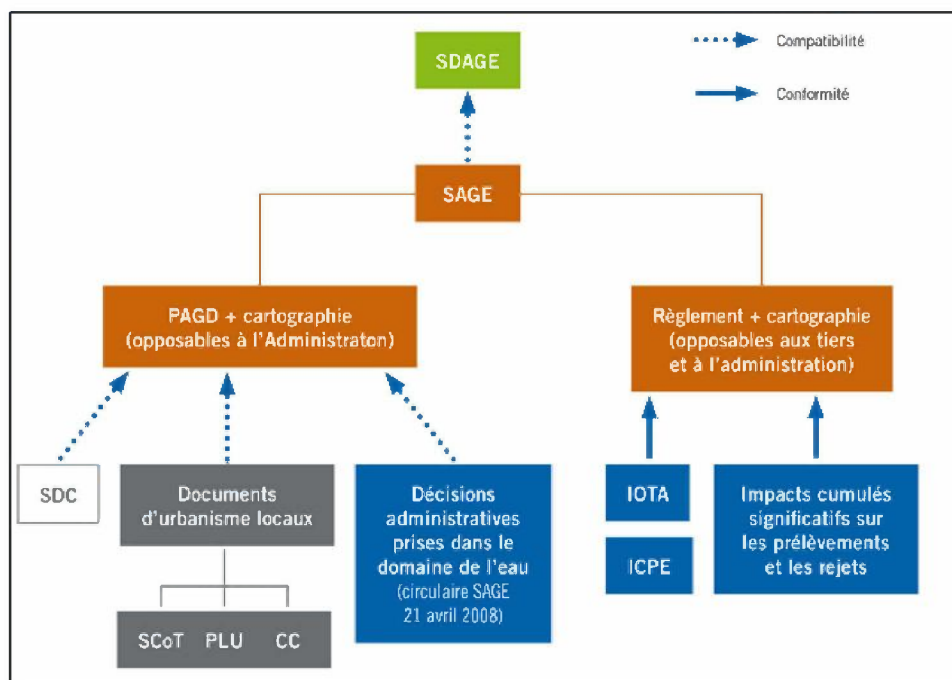 SDAGE
Compatibilité
Conformité
SAGE
PAGD + cartographie
(opposables à l'Administraton)
Règlement + cartographie
(opposables aux tiers
et à l'administration)
SDC
Documents
d'urbanisme locaux
SCoT PLU CC
Décisions
administratives
prises dans le
domaine de l'eau
(circulaire SAGE
21 avril 2008)
IOTA
ICPE
Impacts cumulés
significatifs sur
les prélèvements
et les rejets